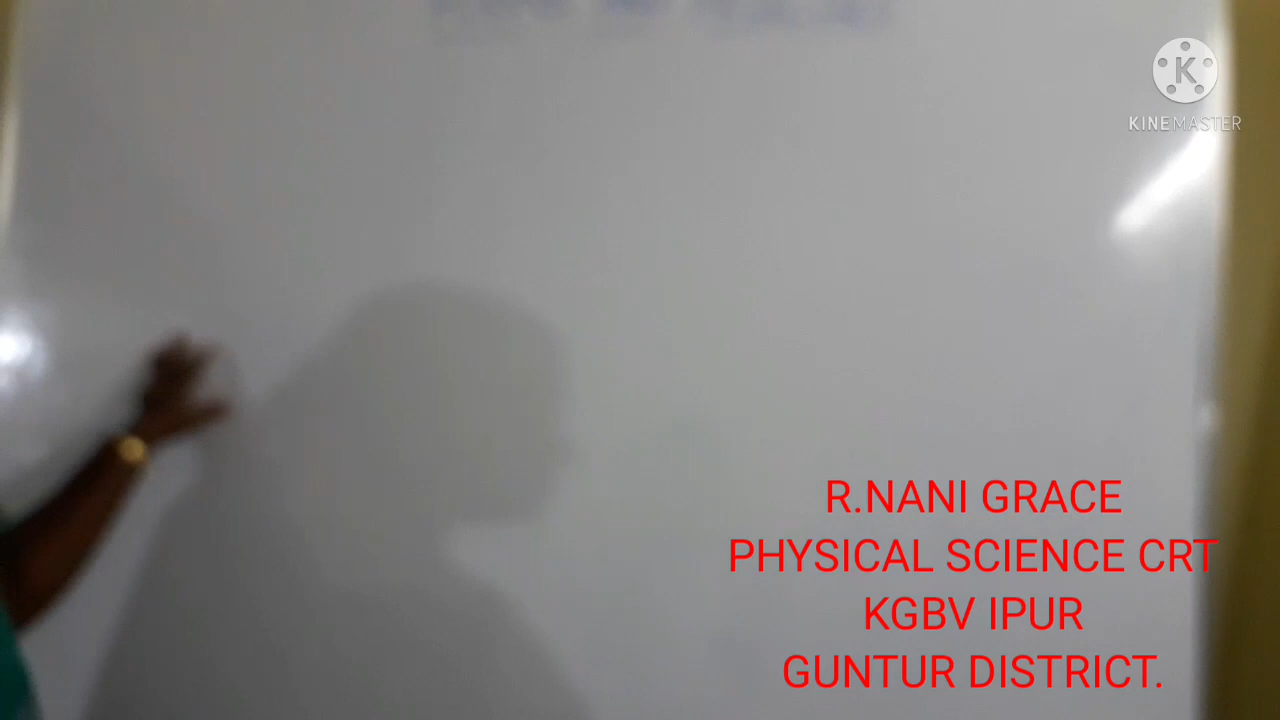 KINEMASTER
R.NANI GRACE
PHYSICAL SCIENCE CRT
KGBV IPUR
GUNTUR DISTRICT.